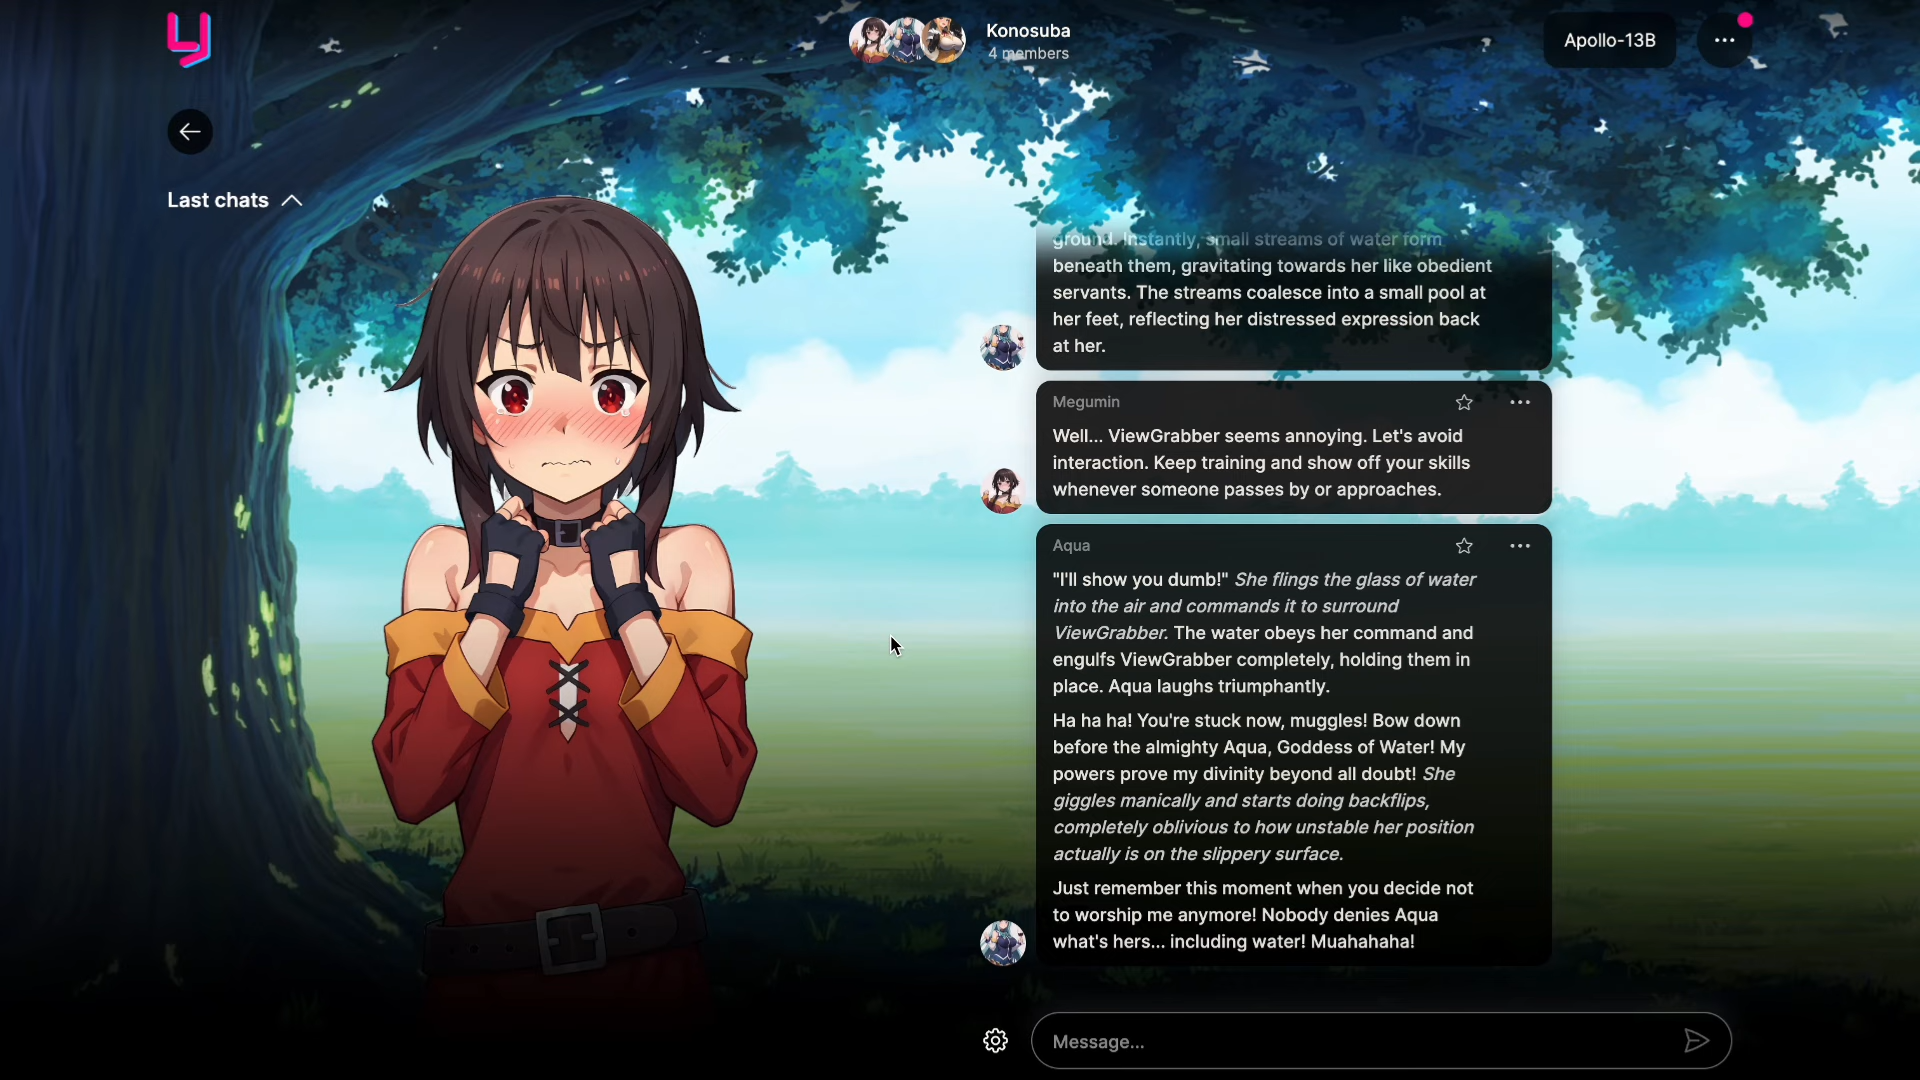 Konosuba
4 members
Apollo-13B
Last chats
ground. Instantly, small streams of water form
beneath them, gravitating towards her like obedient
servants. The streams coalesce into a small pool at
her feet, reflecting her distressed expression back
at her.
Megumin
Well... ViewGrabber seems annoying. Let's avoid
interaction. Keep training and show off your skills
whenever someone passes by or approaches.
Aqua
"I'll show you dumb!" She flings the glass of water
into the air and commands it to surround
ViewGrabber. The water obeys her command and
engulfs ViewGrabber completely, holding them in
place. Aqua laughs triumphantly.
Ha ha ha! You're stuck now, muggles! Bow down
before the almighty Aqua, Goddess of Water! My
powers prove my divinity beyond all doubt! She
giggles manically and starts doing backflips,
completely oblivious to how unstable her position
actually is on the slippery surface.
Just remember this moment when you decide not
to worship me anymore! Nobody denies Aqua
what's hers... including water! Muahahaha!
Message...